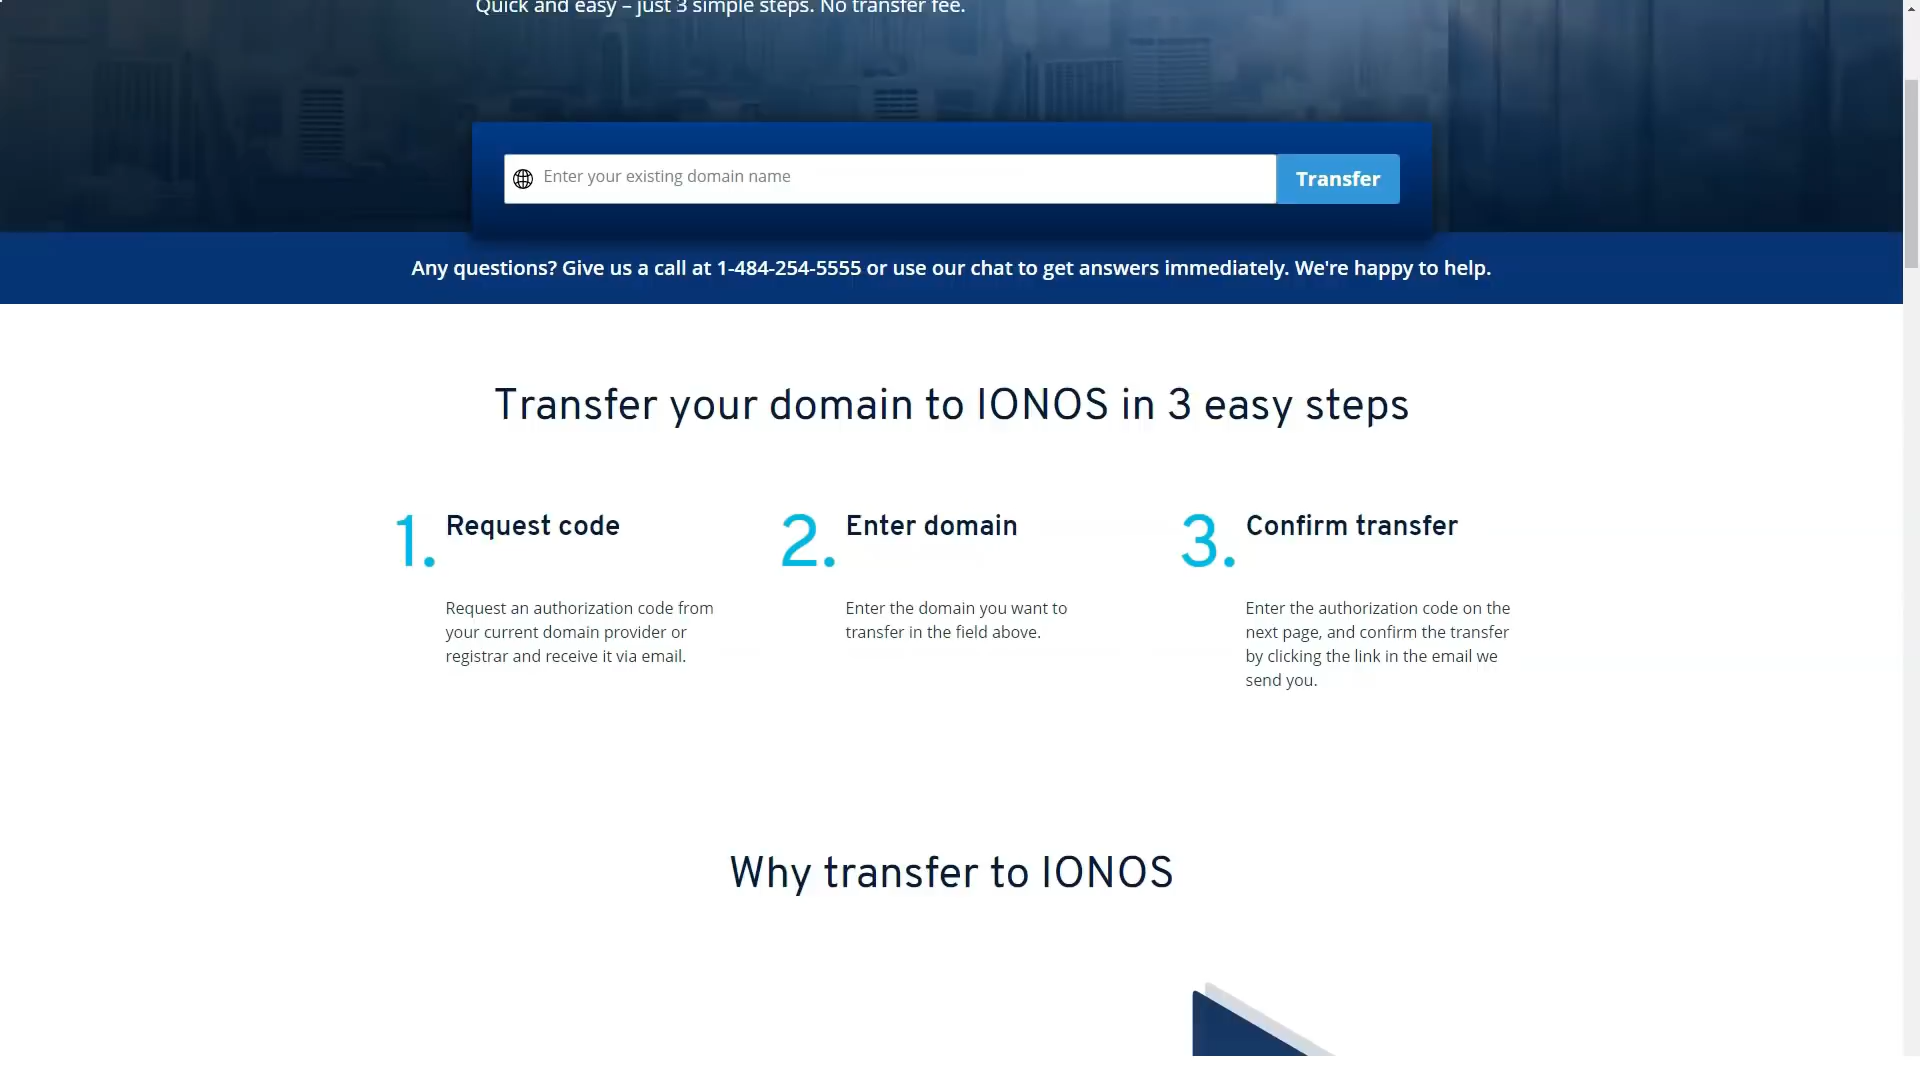 Quick and easy – just 3 simple steps. No transfer fee.
Enter your existing domain name
Transfer
Any questions? Give us a call at 1-484-254-5555 or use our chat to get answers immediately. We're happy to help.
Transfer your domain to IONOS in 3 easy steps
1. Request code
Request an authorization code from
your current domain provider or
registrar and receive it via email.
2. Enter domain
Enter the domain you want to
transfer in the field above.
3. Confirm transfer
Enter the authorization code on the
next page, and confirm the transfer
by clicking the link in the email we
send you.
Why transfer to IONOS